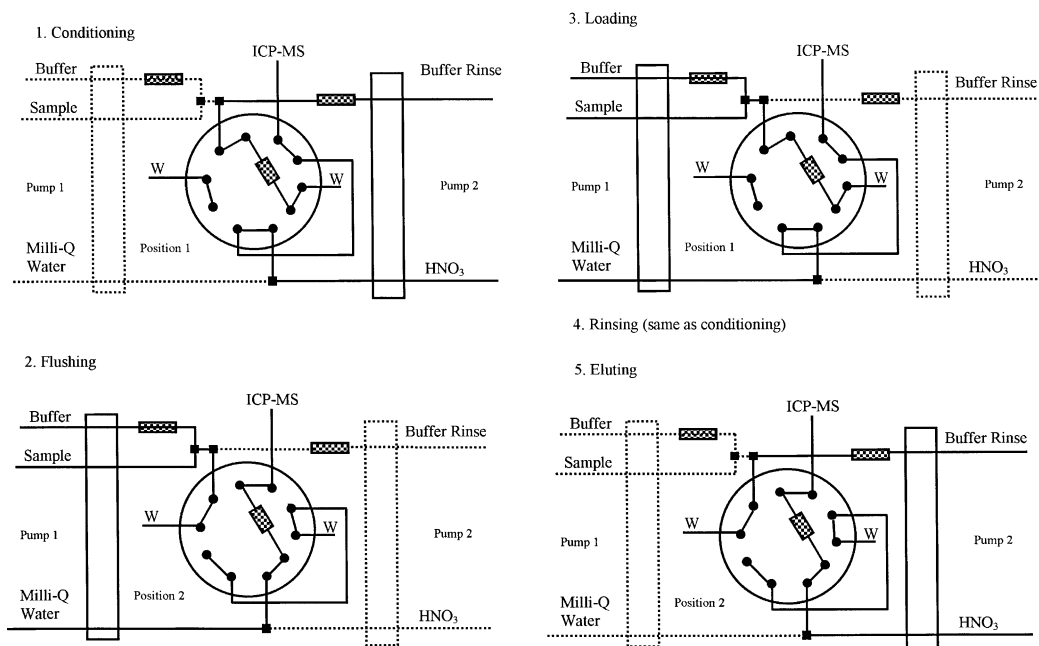 1. Conditioning
ICP-MS
Buffer
Buffer Rinse
Sample
W
W
Pump 1
Pump 2
Milli-Q
Water
Position 1
HNO₃
2. Flushing
ICP-MS
Buffer
Buffer Rinse
Sample
W
W
Pump 1
Pump 2
Milli-Q
Water
Position 2
HNO₃
3. Loading
ICP-MS
Buffer
Buffer Rinse
Sample
W
W
Pump 1
Pump 2
Milli-Q
Water
Position 1
HNO₃
4. Rinsing (same as conditioning)
5. Eluting
ICP-MS
Buffer
Buffer Rinse
Sample
W
W
Pump 1
Pump 2
Milli-Q
Water
Position 2
HNO₃